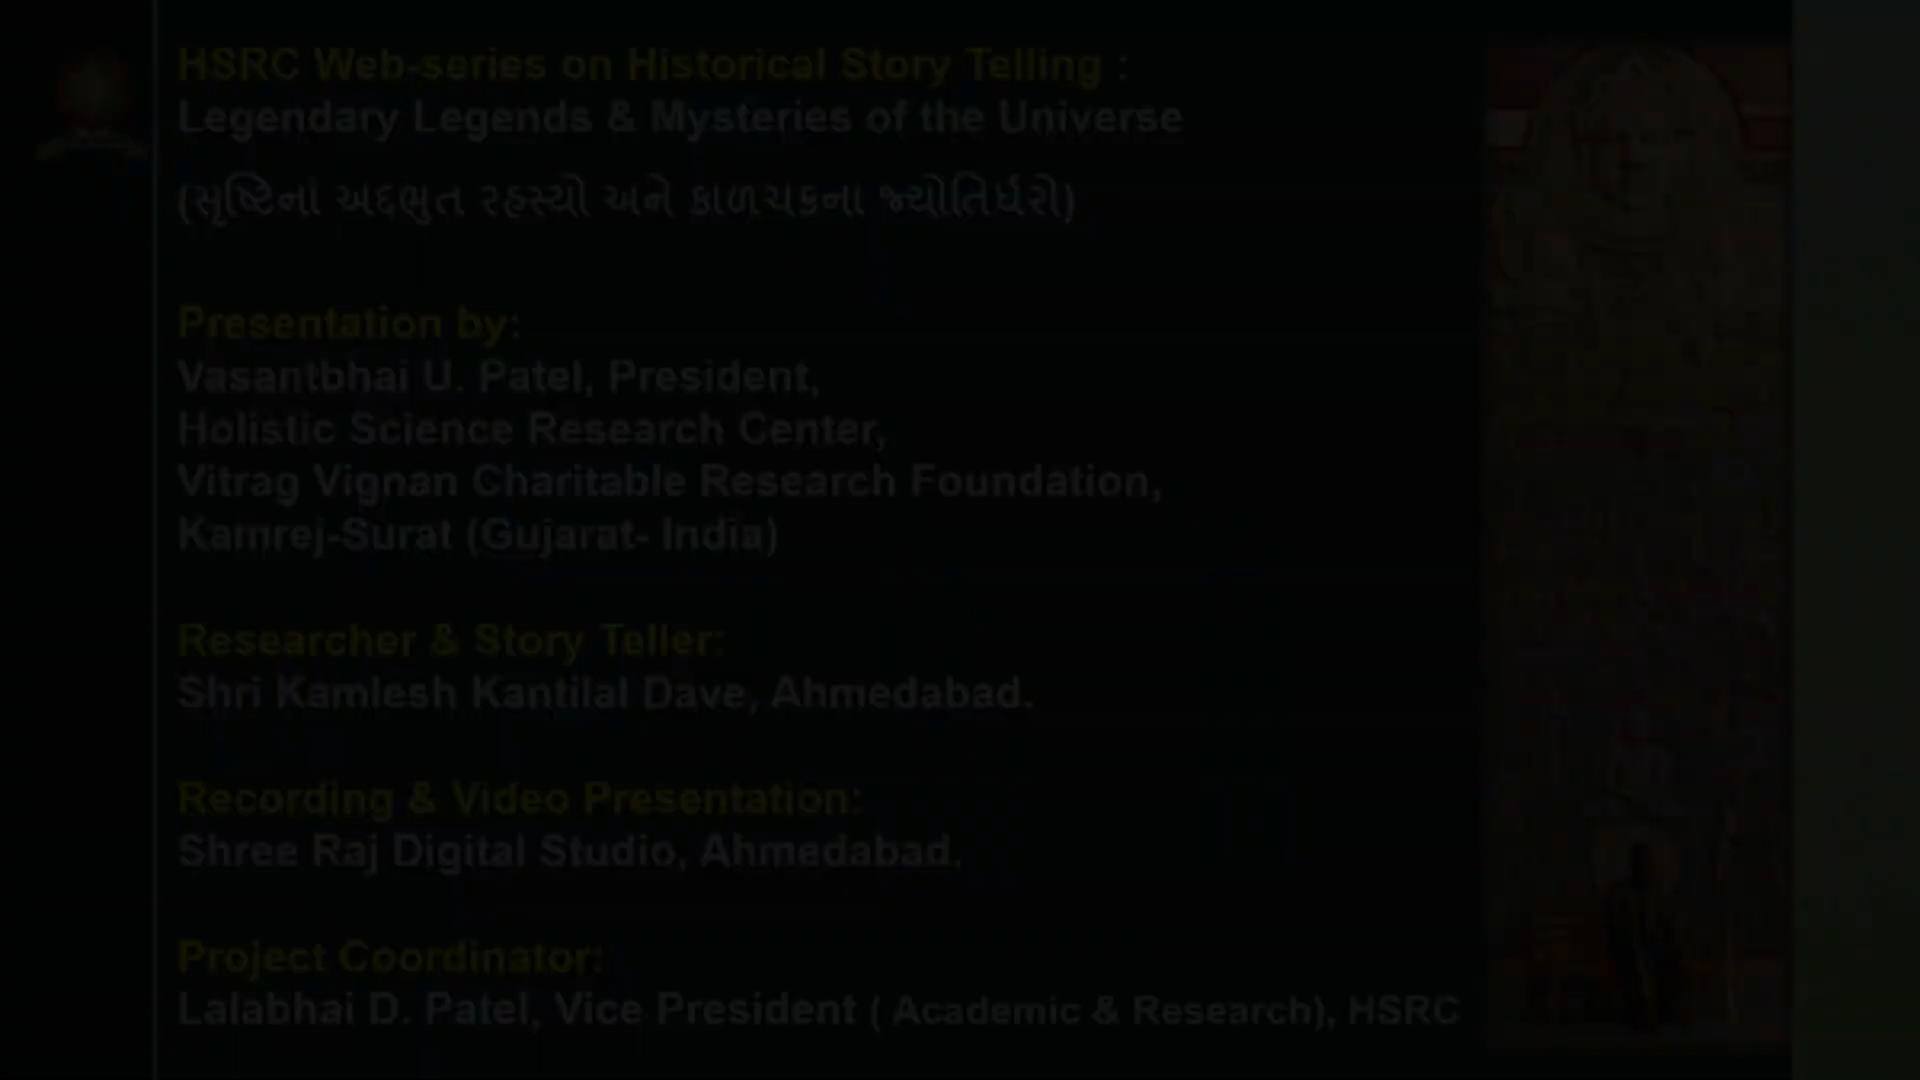 HSRC Web-series on Historical Story Telling :
Legendary Legends & Mysteries of the Universe
(સૃષ્ટિનાં અદભુત રહસ્યો અને કાળચક્રના જ્યોતિર્ધરો)
Presentation by:
Vasantbhai U. Patel, President,
Holistic Science Research Center,
Vitrag Vignan Charitable Research Foundation,
Kamrej-Surat (Gujarat- India)
Researcher & Story Teller:
Shri Kamlesh Kantilal Dave, Ahmedabad.
Recording & Video Presentation:
Shree Raj Digital Studio, Ahmedabad.
Project Coordinator:
Lalabhai D. Patel, Vice President ( Academic & Research), HSRC